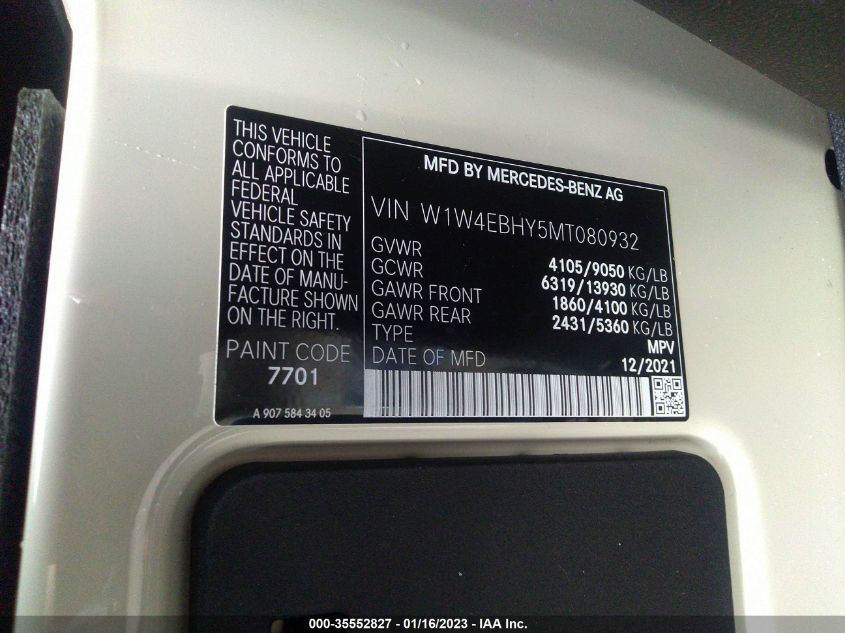 THIS VEHICLE
CONFORMS TO
ALL APPLICABLE
FEDERAL
VEHICLE SAFETY
STANDARDS IN
EFFECT ON THE
DATE OF MANU-
FACTURE SHOWN
ON THE RIGHT.
PAINT CODE
7701
A 907 584 34 05
MFD BY MERCEDES-BENZ AG
VIN W1W4EBHY5MT080932
GVWR 4105/9050 KG/LB
GCWR 6319/13930 KG/LB
GAWR FRONT 1860/4100 KG/LB
GAWR REAR 2431/5360 KG/LB
TYPE MPV
DATE OF MFD 12/2021
000-35552827 - 01/16/2023 - IAA Inc.